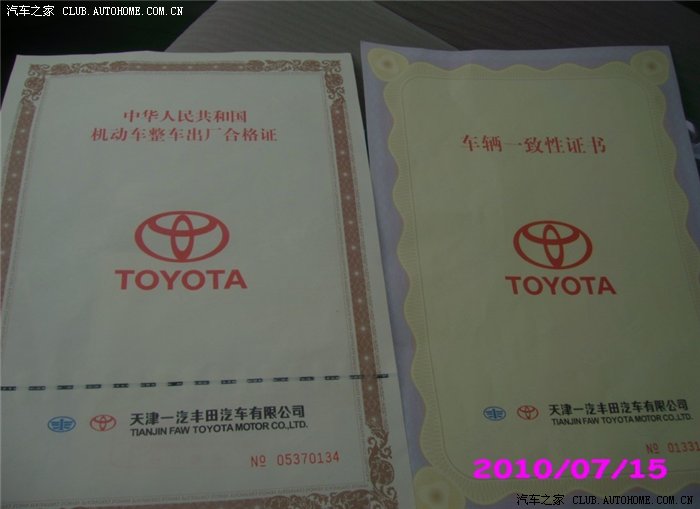 汽车之家 CLUB.AUTOHOME.COM.CN
中华人民共和国
机动车整车出厂合格证
TOYOTA
天津一汽丰田汽车有限公司
TIANJIN FAW TOYOTA MOTOR CO.,LTD.
№ 05370134
车辆一致性证书
TOYOTA
天津一汽丰田汽车有限公司
TIANJIN FAW TOYOTA MOTOR CO.,LTD.
№ 01331
2010/07/15
汽车之家 CLUB.AUTOHOME.COM.CN